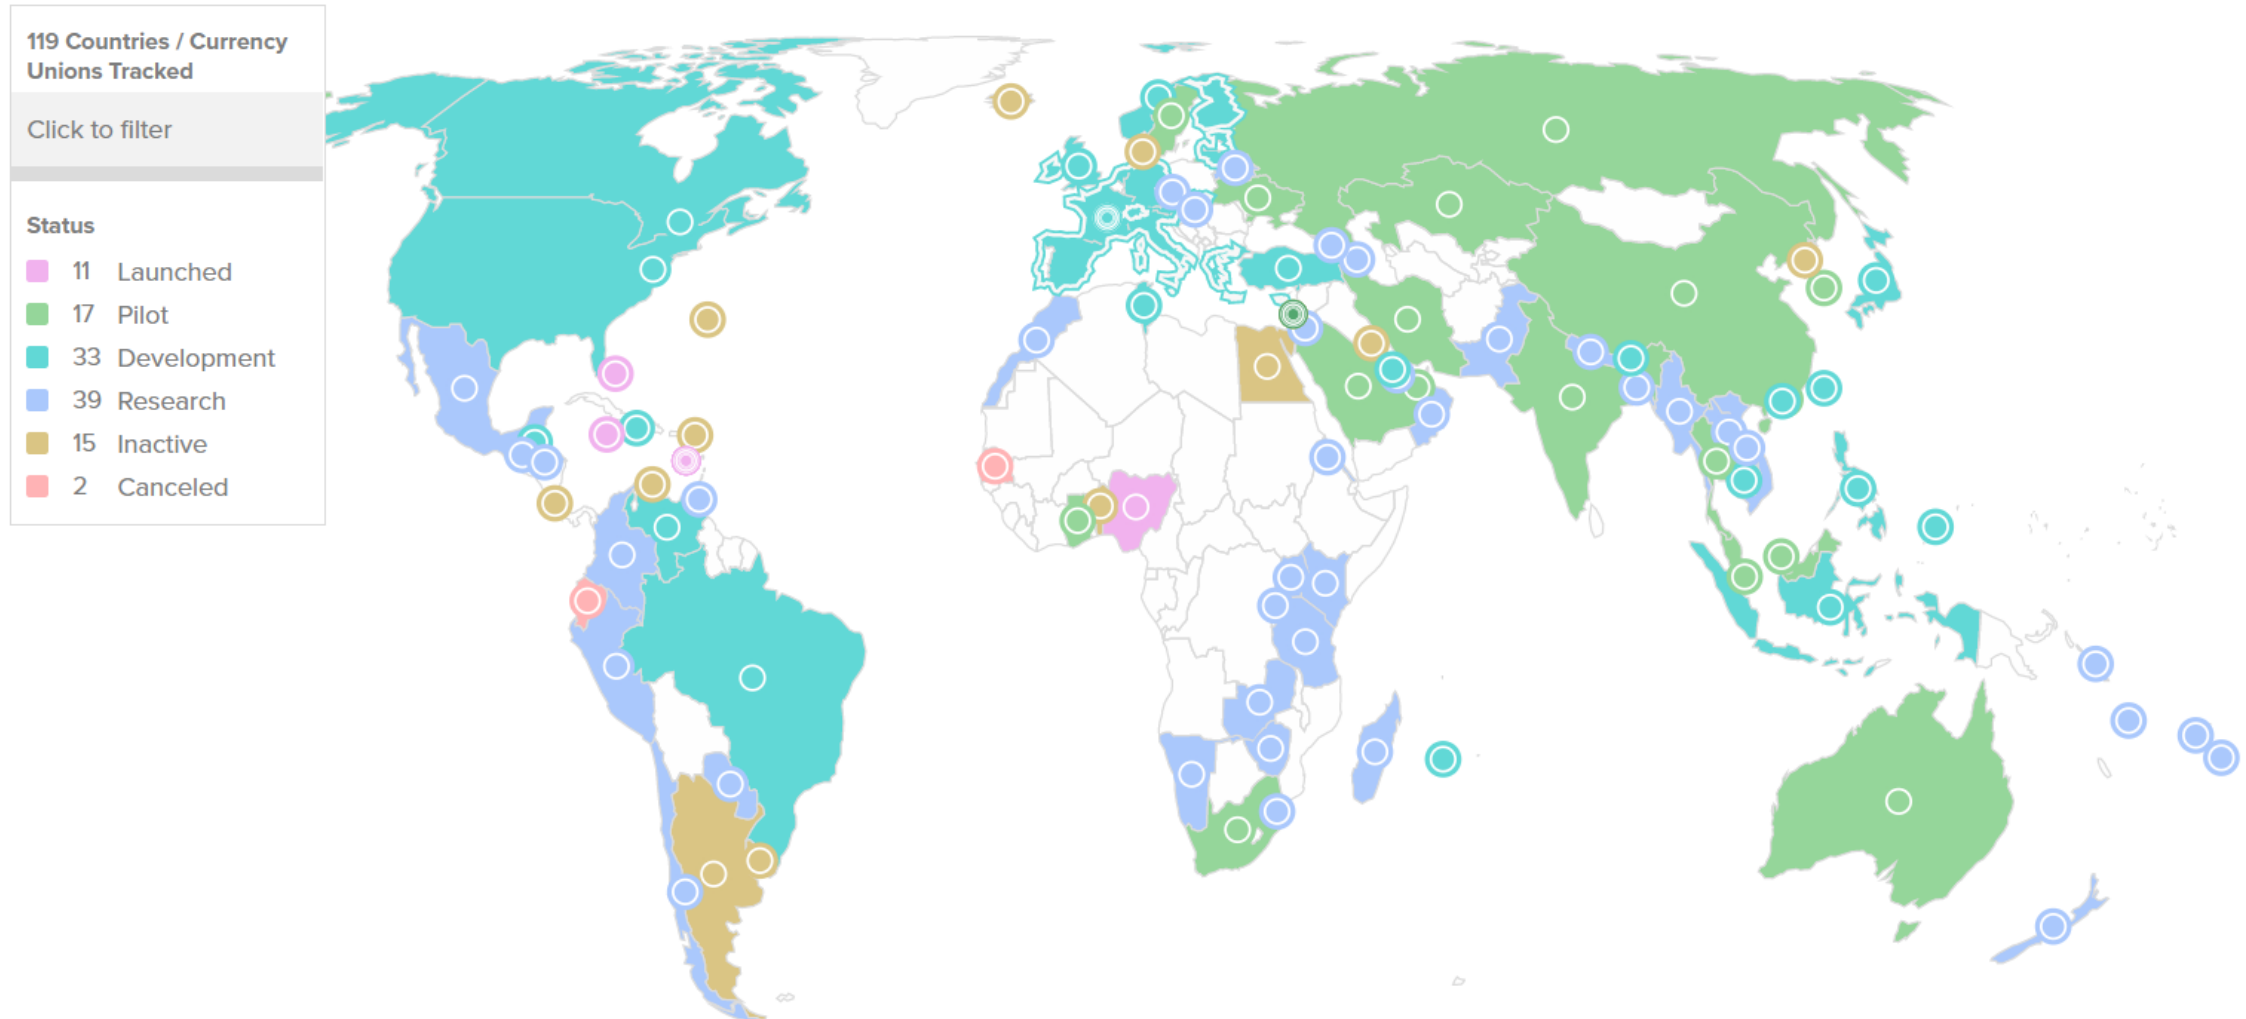 119 Countries / Currency
Unions Tracked
Click to filter
Status
11 Launched
17 Pilot
33 Development
39 Research
15 Inactive
2 Canceled